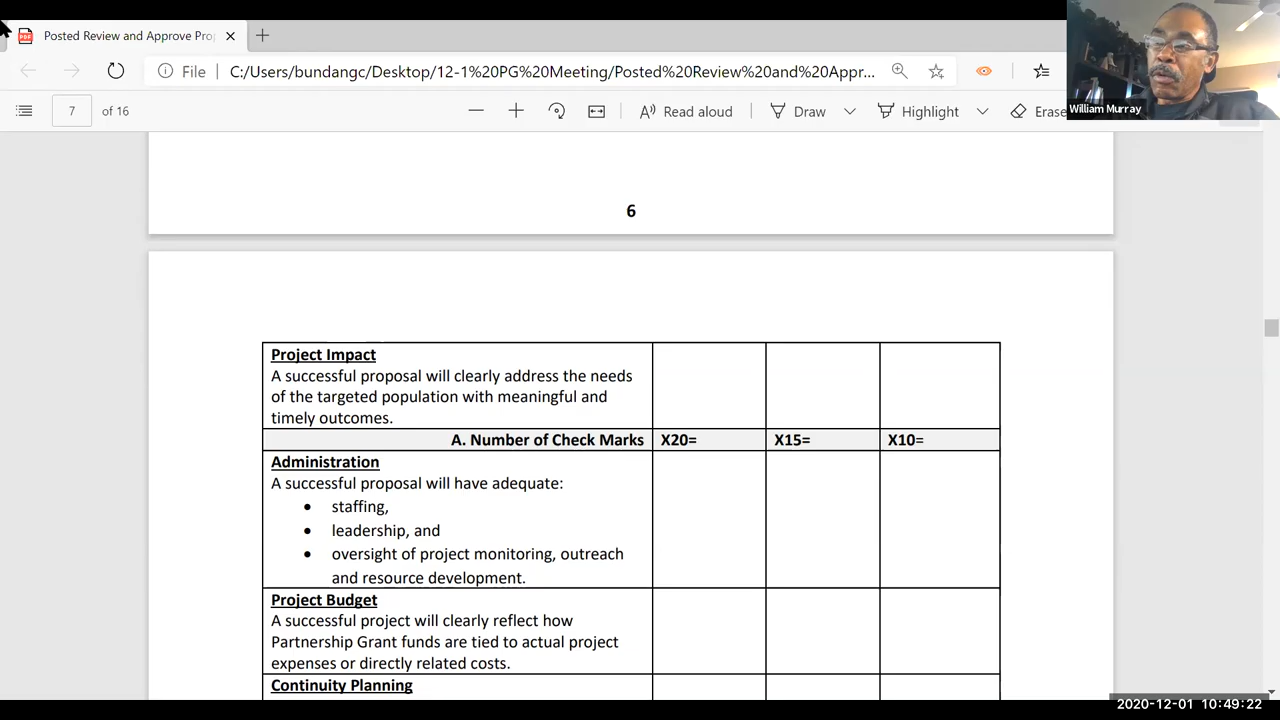 Posted Review and Approve Pro
File
C:/Users/bundangc/Desktop/12-1%20PG%20Meeting/Posted%20Review%20and%20Appr...
William Murray
7 of 16
Read aloud
Draw
Highlight
Erase
6
Project Impact
A successful proposal will clearly address the needs
of the targeted population with meaningful and
timely outcomes.
A. Number of Check Marks X20= X15= X10=
Administration
A successful proposal will have adequate:
• staffing,
• leadership, and
• oversight of project monitoring, outreach
and resource development.
Project Budget
A successful project will clearly reflect how
Partnership Grant funds are tied to actual project
expenses or directly related costs.
Continuity Planning
2020-12-01 10:49:22